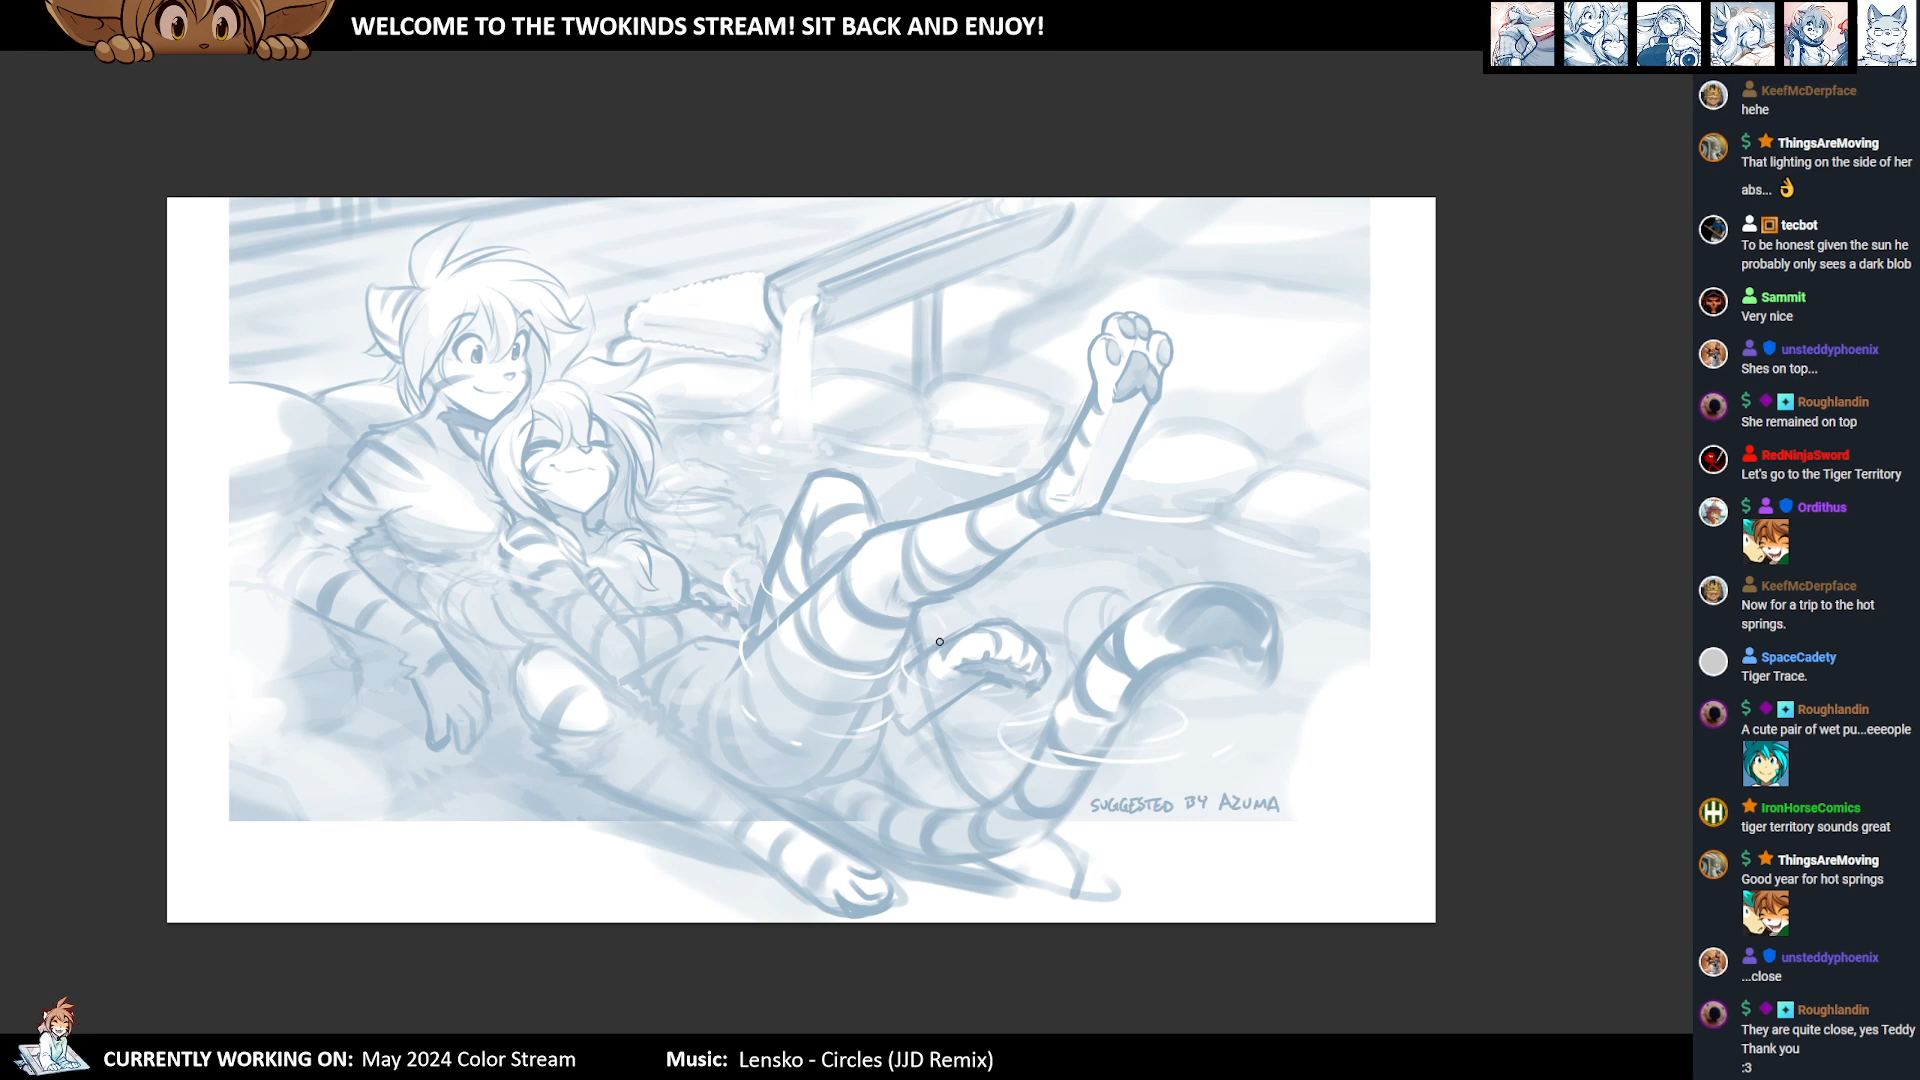 WELCOME TO THE TWOKINDS STREAM! SIT BACK AND ENJOY!
KeefMcDerpface
hehe
ThingsAreMoving
That lighting on the side of her
abs... 👌
tecbot
To be honest given the sun he
probably only sees a dark blob
Sammit
Very nice
unsteddyphoenix
Shes on top...
Roughlandin
She remained on top
RedNinjaSword
Let's go to the Tiger Territory
Ordithus
KeefMcDerpface
Now for a trip to the hot
springs.
SpaceCadety
Tiger Trace.
Roughlandin
A cute pair of wet pu...eeeople
IronHorseComics
tiger territory sounds great
ThingsAreMoving
Good year for hot springs
unsteddyphoenix
...close
Roughlandin
They are quite close, yes Teddy
Thank you
:3
SUGGESTED BY AZUMA
CURRENTLY WORKING ON: May 2024 Color Stream
Music: Lensko - Circles (JJD Remix)